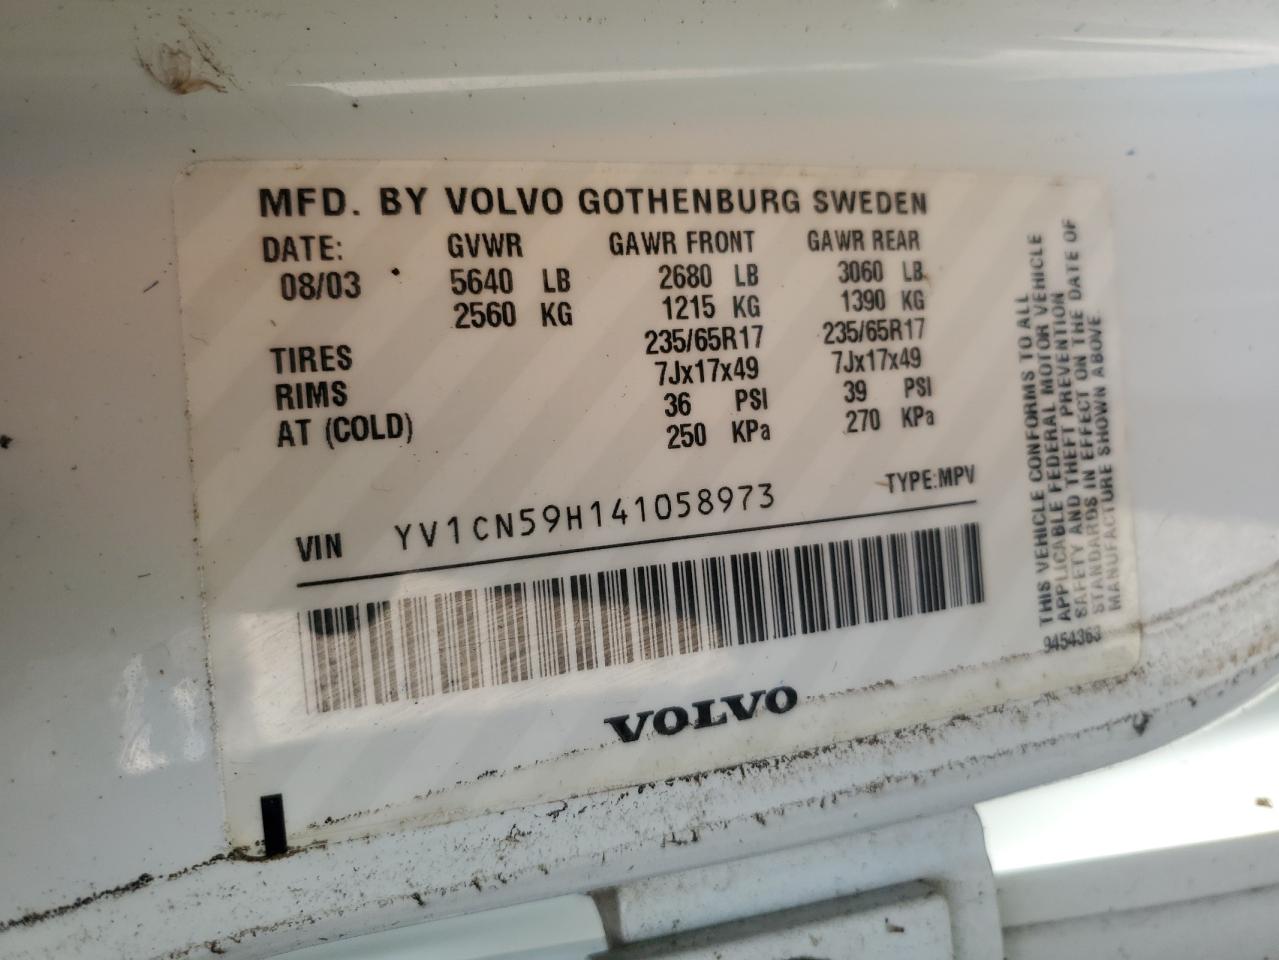 MFD. BY VOLVO GOTHENBURG SWEDEN
DATE: GVWR GAWR FRONT GAWR REAR
08/03 5640 LB 2680 LB 3060 LB
2560 KG 1215 KG 1390 KG
TIRES 235/65R17 235/65R17
RIMS 7Jx17x49 7Jx17x49
AT (COLD) 36 PSI 39 PSI
250 KPa 270 KPa
VIN YV1CN59H141058973 TYPE:MPV
VOLVO
THIS VEHICLE CONFORMS TO ALL
APPLICABLE FEDERAL MOTOR VEHICLE
SAFETY AND THEFT PREVENTION
STANDARDS IN EFFECT ON THE DATE OF
MANUFACTURE SHOWN ABOVE.
9454363